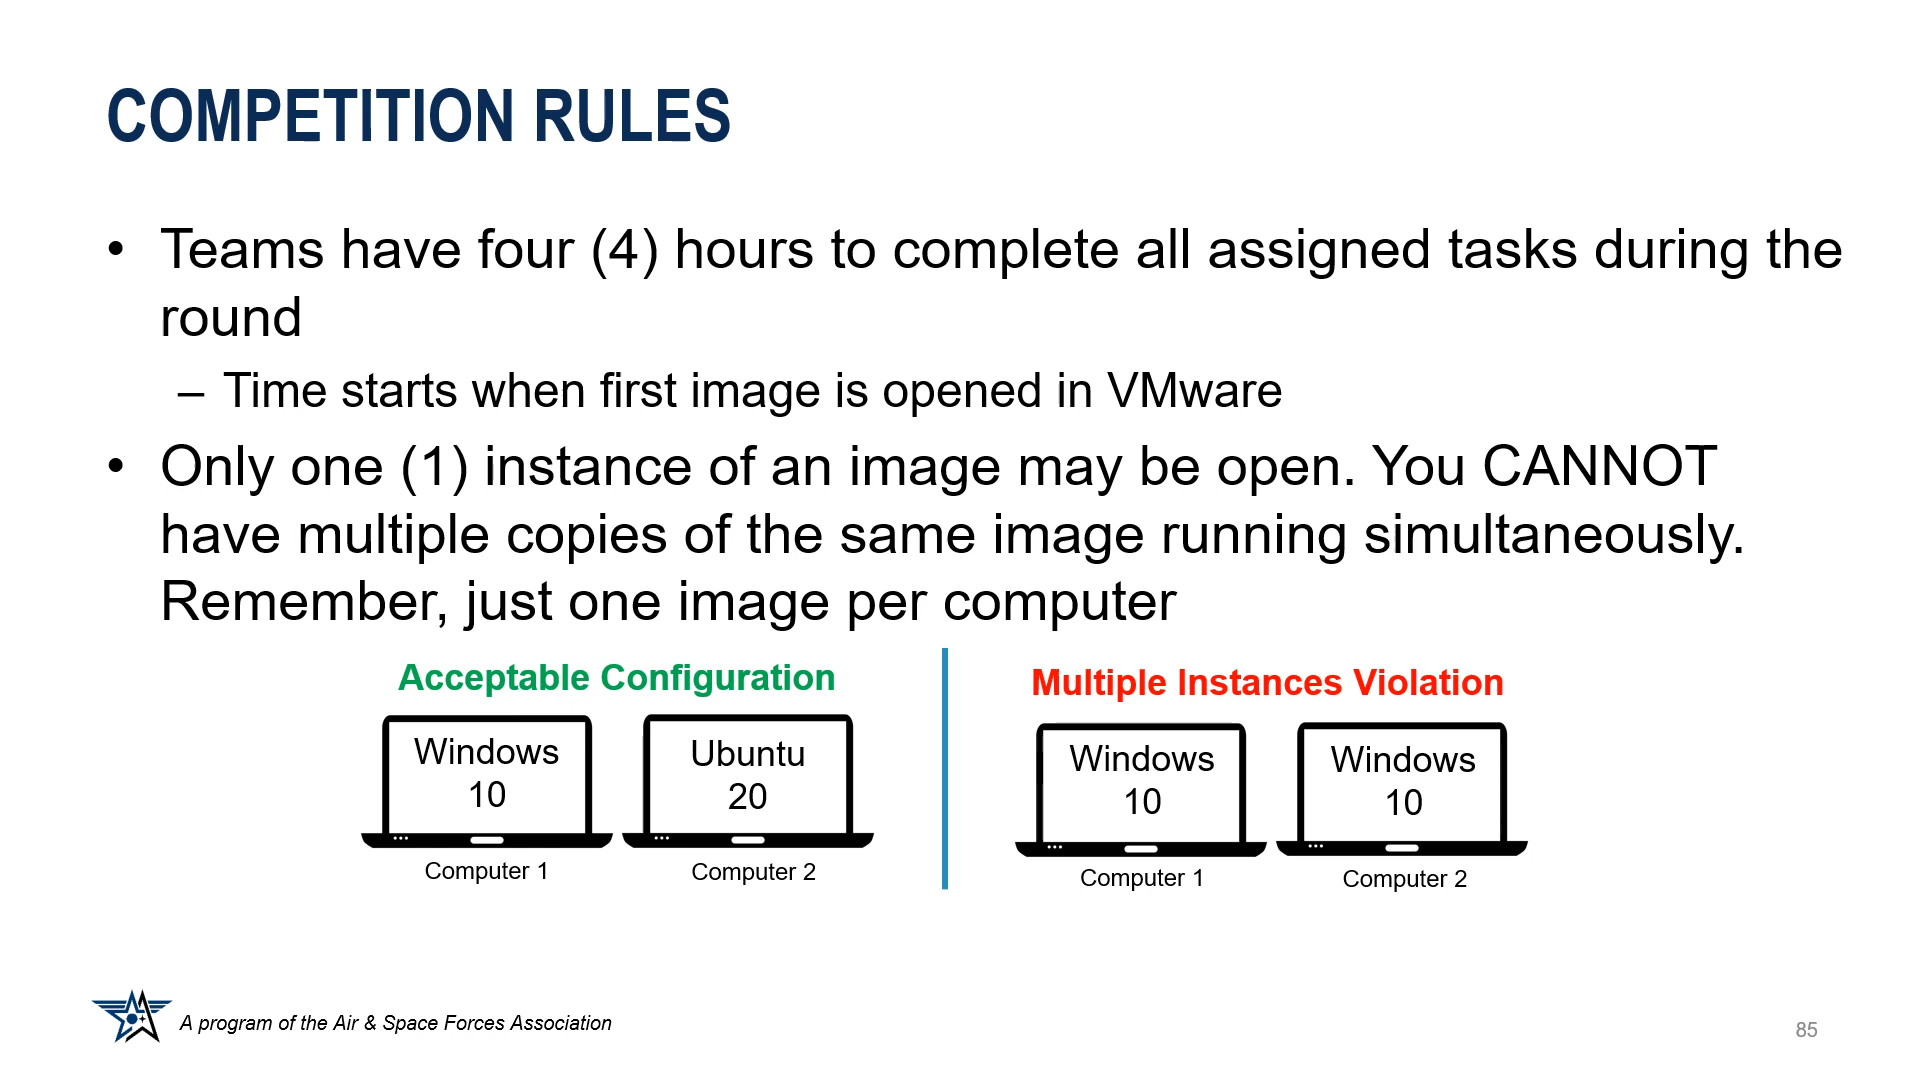 COMPETITION RULES
• Teams have four (4) hours to complete all assigned tasks during the
round
– Time starts when first image is opened in VMware
• Only one (1) instance of an image may be open. You CANNOT
have multiple copies of the same image running simultaneously.
Remember, just one image per computer
Acceptable Configuration
Windows
10
Computer 1
Ubuntu
20
Computer 2
Multiple Instances Violation
Windows
10
Computer 1
Windows
10
Computer 2
A program of the Air & Space Forces Association
85